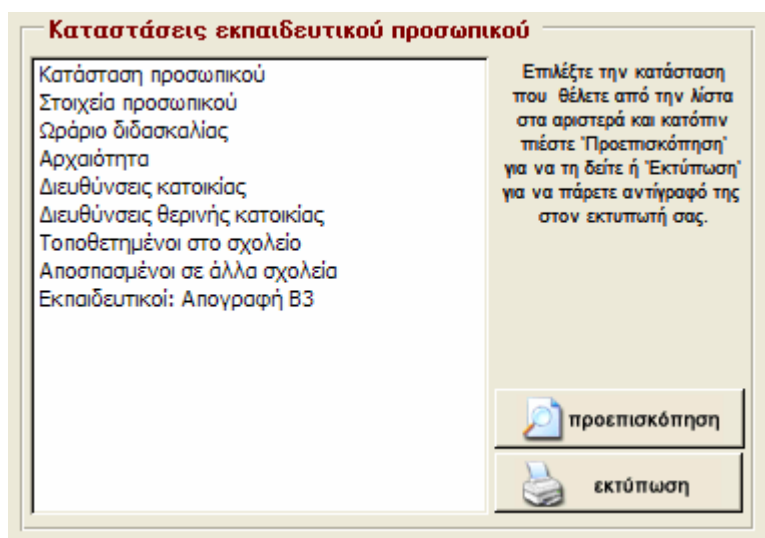 Καταστάσεις εκπαιδευτικού προσωπικού
Κατάσταση προσωπικού
Στοιχεία προσωπικού
Ωράριο διδασκαλίας
Αρχαιότητα
Διευθύνσεις κατοικίας
Διευθύνσεις θερινής κατοικίας
Τοποθετημένοι στο σχολείο
Αποσπασμένοι σε άλλα σχολεία
Εκπαιδευτικοί: Απογραφή Β3
Επιλέξτε την κατάσταση
που θέλετε από την λίστα
στα αριστερά και κατόπιν
πιέστε 'Προεπισκόπηση'
για να τη δείτε ή 'Εκτύπωση'
για να πάρετε αντίγραφό της
στον εκτυπωτή σας.
προεπισκόπηση
εκτύπωση